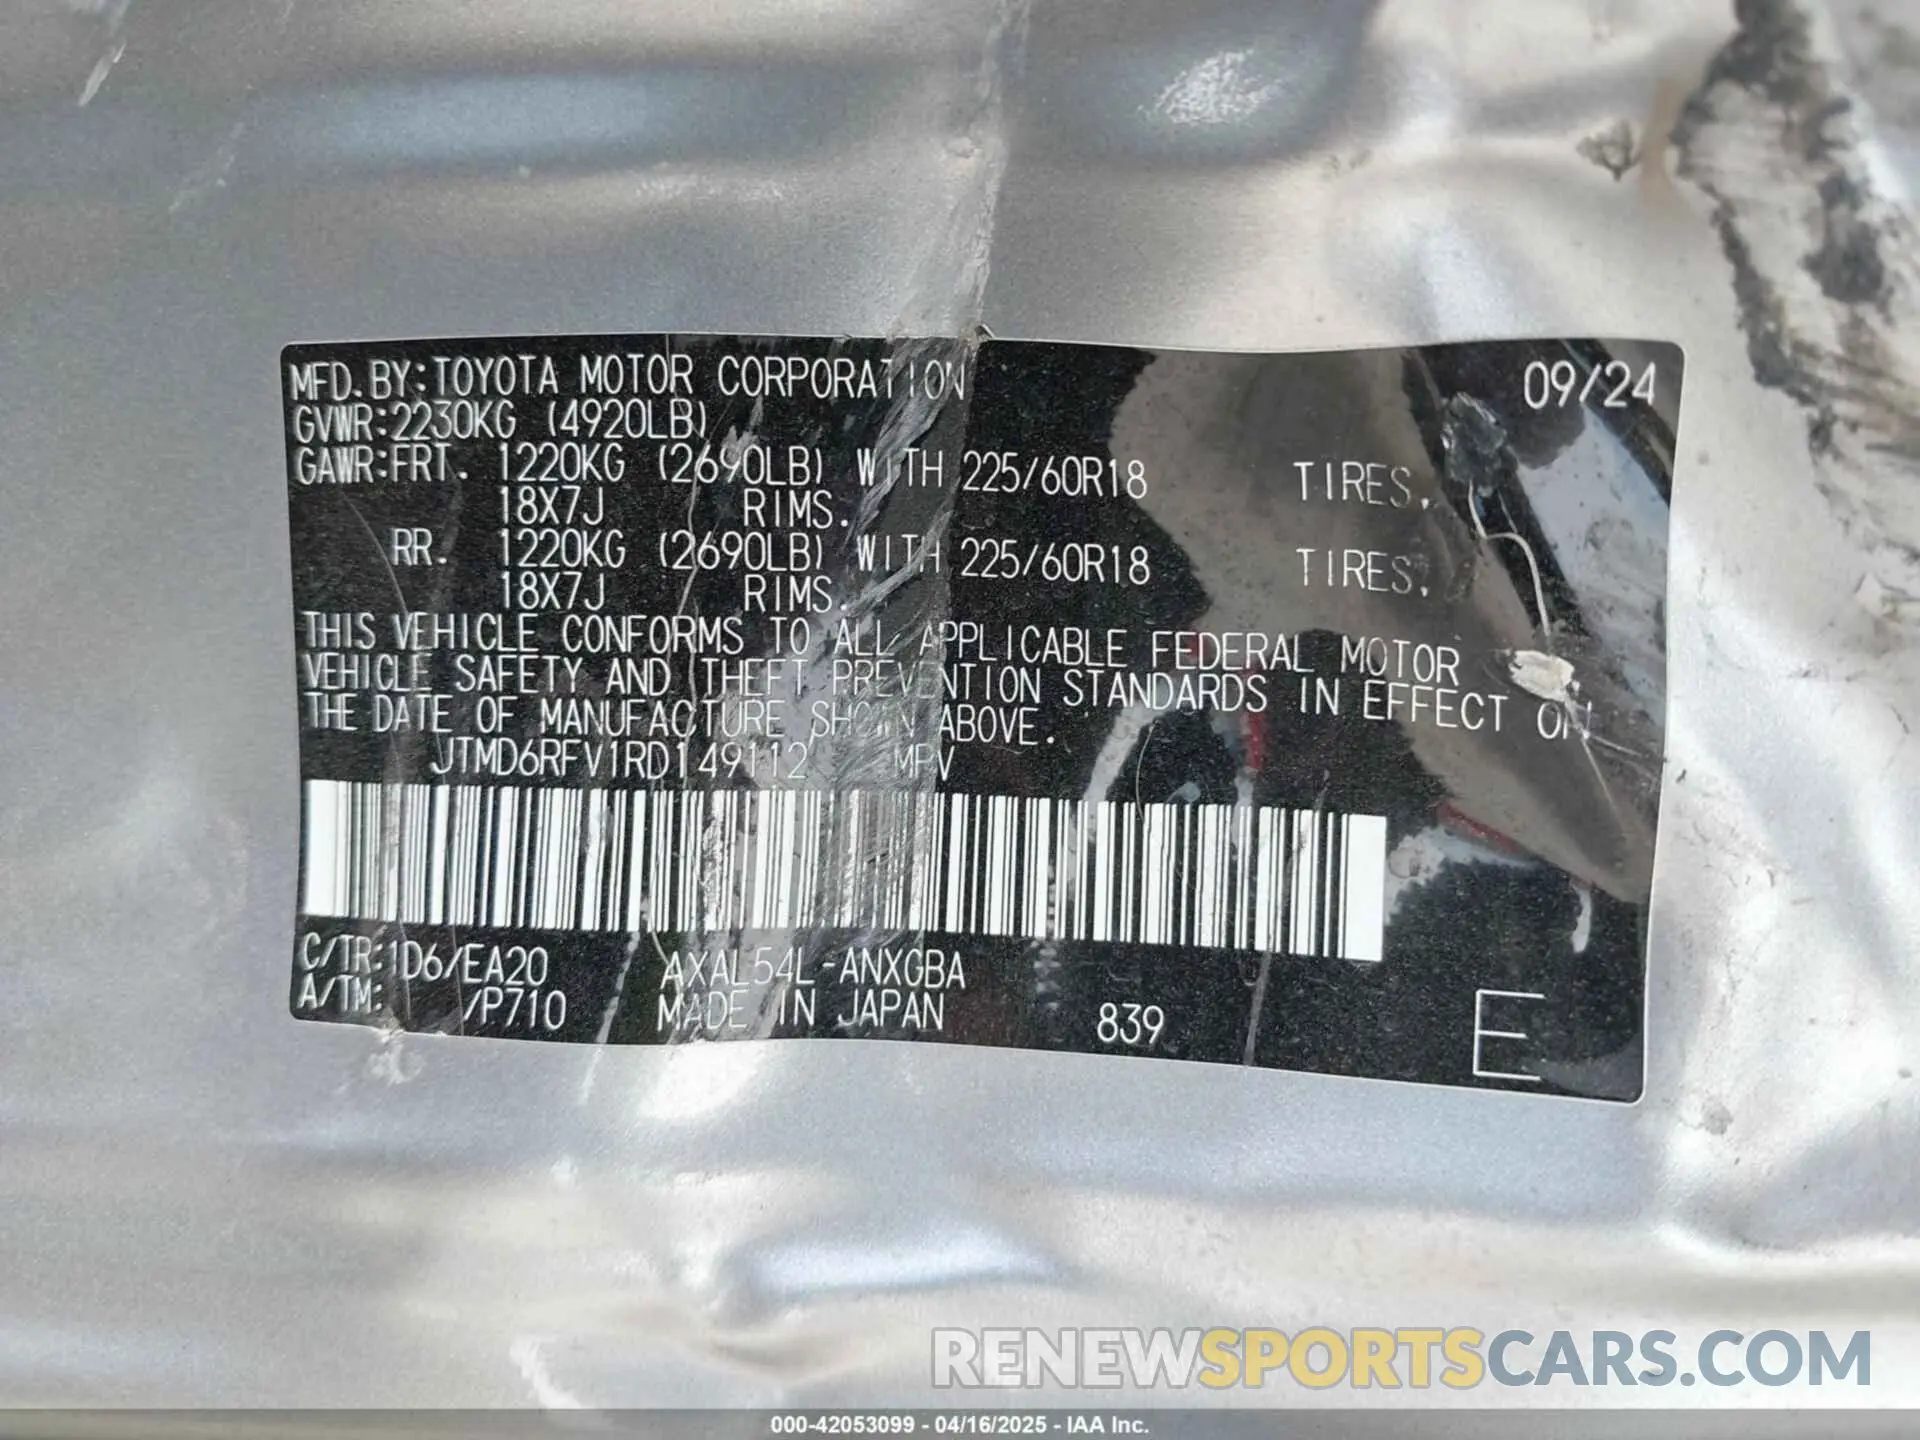 MFD.BY:TOYOTA MOTOR CORPORATION 09/24
GVWR:2230KG (4920LB)
GAWR:FRT. 1220KG (2690LB) WITH 225/60R18 TIRES,
18X7J RIMS.
RR. 1220KG (2690LB) WITH 225/60R18 TIRES,
18X7J RIMS.
THIS VEHICLE CONFORMS TO ALL APPLICABLE FEDERAL MOTOR
VEHICLE SAFETY AND THEFT PREVENTION STANDARDS IN EFFECT ON
THE DATE OF MANUFACTURE SHOWN ABOVE.
JTMD6RFV1RD149112 MPV
C/TR:1D6/EA20 AXAL54L-ANXGBA
A/TM: /P710 MADE IN JAPAN 839 E
RENEWSPORTSCARS.COM
000-42053099 - 04/16/2025 - IAA Inc.